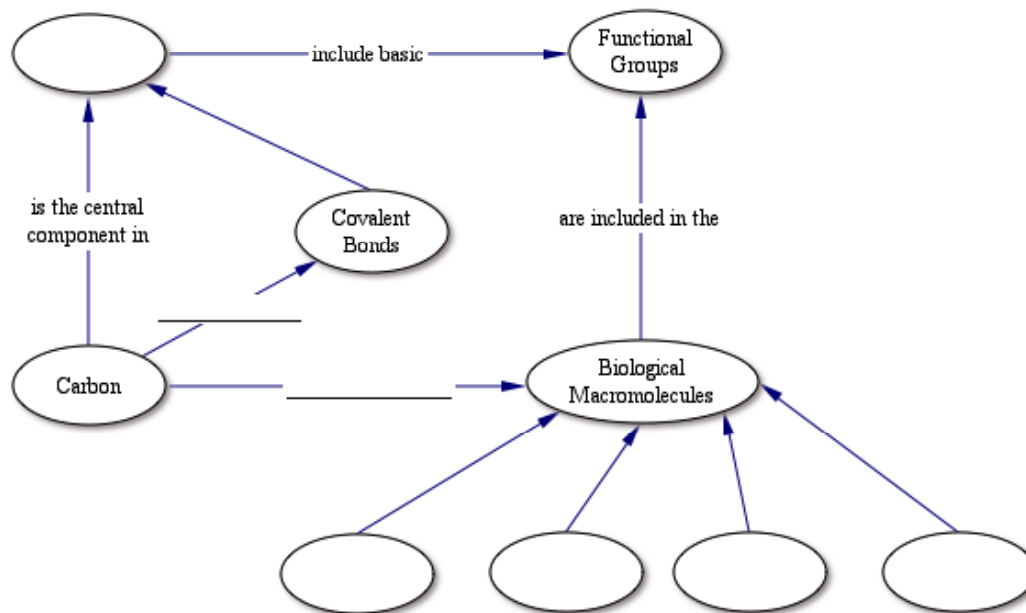 include basic
Functional
Groups
is the central
component in
Covalent
Bonds
are included in the
Carbon
Biological
Macromolecules